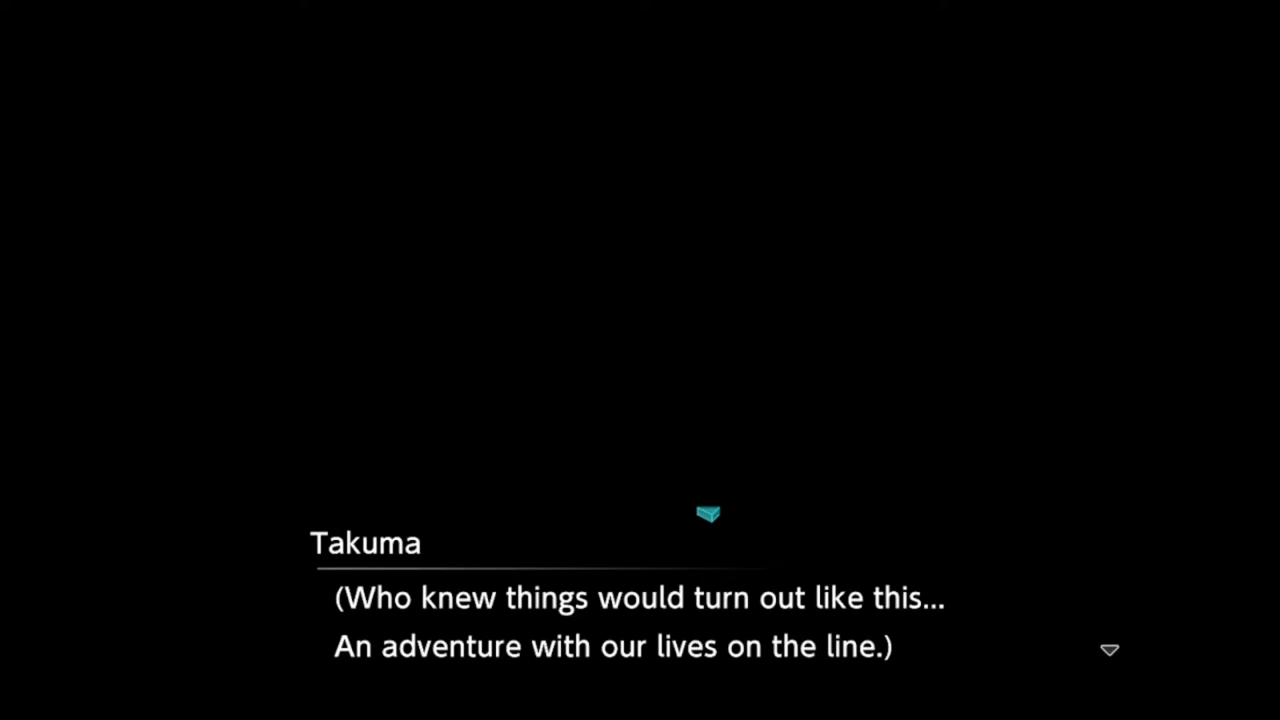 Takuma
(Who knew things would turn out like this...
An adventure with our lives on the line.)